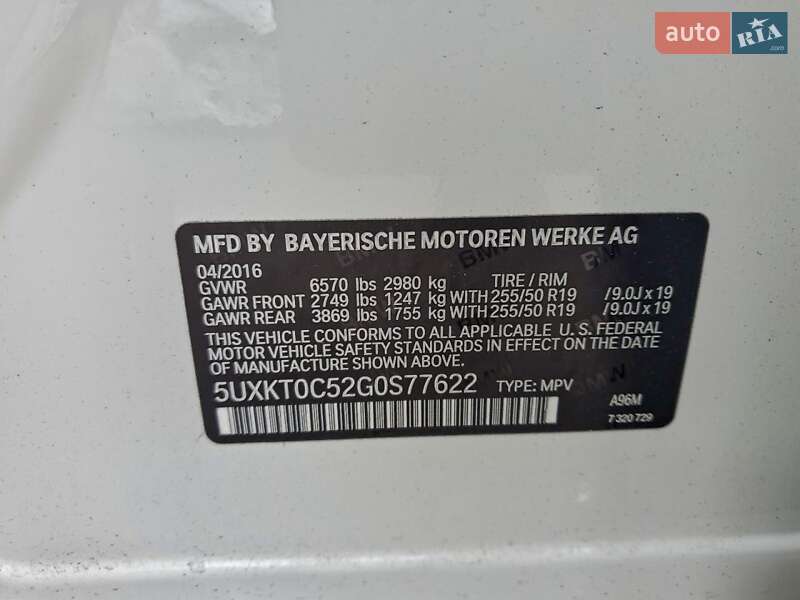 auto RIA .com
MFD BY BAYERISCHE MOTOREN WERKE AG
04/2016
GVWR 6570 lbs 2980 kg TIRE / RIM
GAWR FRONT 2749 lbs 1247 kg WITH 255/50 R19 /9.0J x 19
GAWR REAR 3869 lbs 1755 kg WITH 255/50 R19 /9.0J x 19
THIS VEHICLE CONFORMS TO ALL APPLICABLE U. S. FEDERAL
MOTOR VEHICLE SAFETY STANDARDS IN EFFECT ON THE DATE
OF MANUFACTURE SHOWN ABOVE.
5UXKT0C52G0S77622 TYPE: MPV
A96M
7 320 729